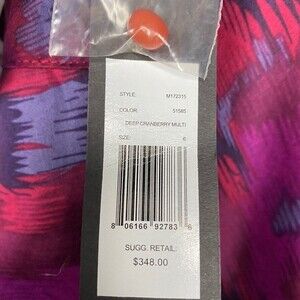 STYLE: M172315
COLOR: 51585
DEEP CRANBERRY MULTI
SIZE: 6
8 06166 92783 6
SUGG. RETAIL:
$348.00